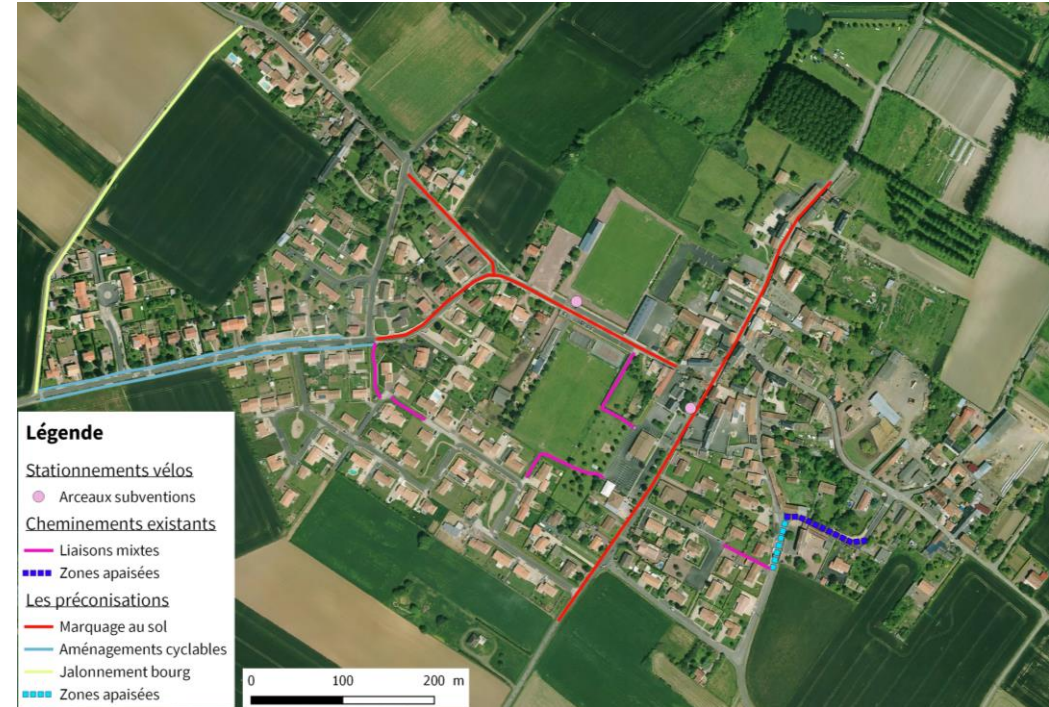 Légende
Stationnements vélos
Arceaux subventions
Cheminements existants
Liaisons mixtes
Zones apaisées
Les préconisations
Marquage au sol
Aménagements cyclables
Jalonnement bourg
Zones apaisées
0 100 200 m